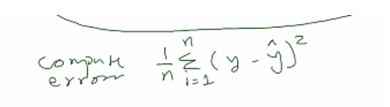 compute error 1/n Σ_{i=1}^{n} (y - ŷ)²